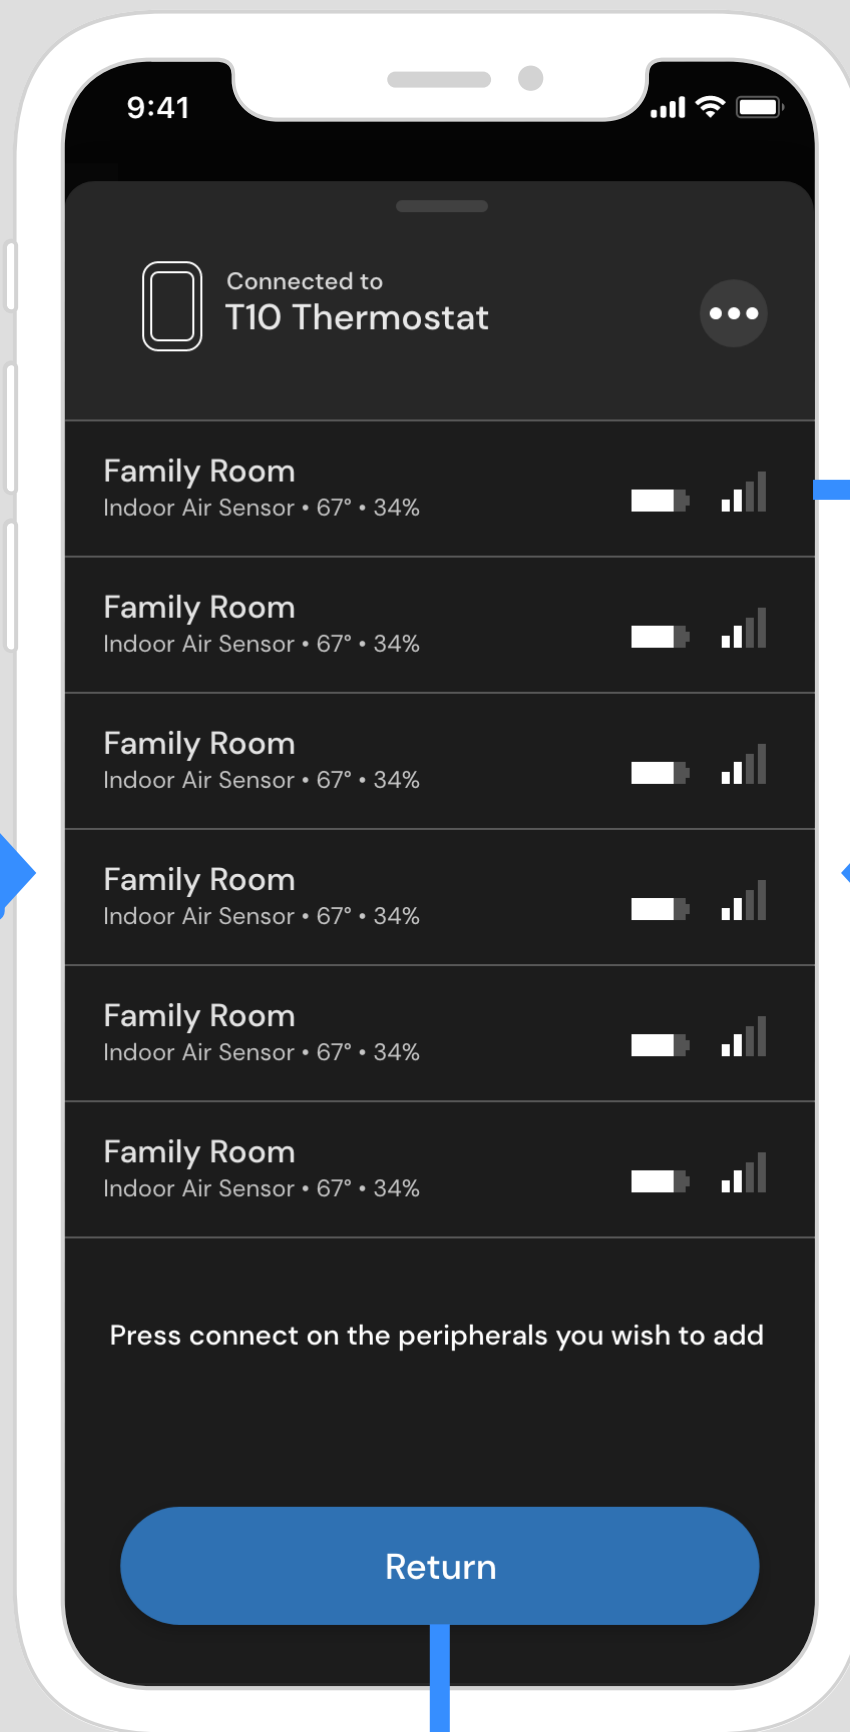 9:41
Connected to
T10 Thermostat
Family Room
Indoor Air Sensor • 67° • 34%
Family Room
Indoor Air Sensor • 67° • 34%
Family Room
Indoor Air Sensor • 67° • 34%
Family Room
Indoor Air Sensor • 67° • 34%
Family Room
Indoor Air Sensor • 67° • 34%
Family Room
Indoor Air Sensor • 67° • 34%
Press connect on the peripherals you wish to add
Return